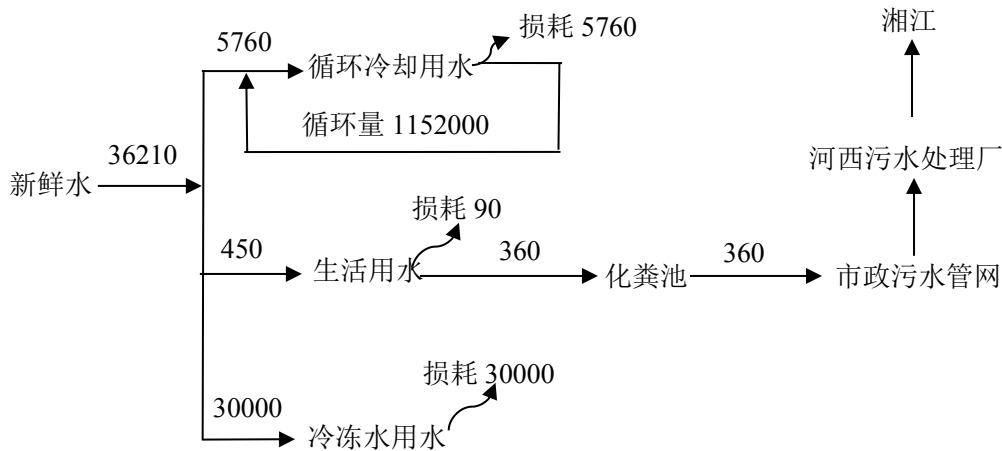 湘江
5760
损耗 5760
循环冷却用水
循环量 1152000
36210
新鲜水
河西污水处理厂
损耗 90
450
生活用水
360
化粪池
360
市政污水管网
损耗 30000
30000
冷冻水用水